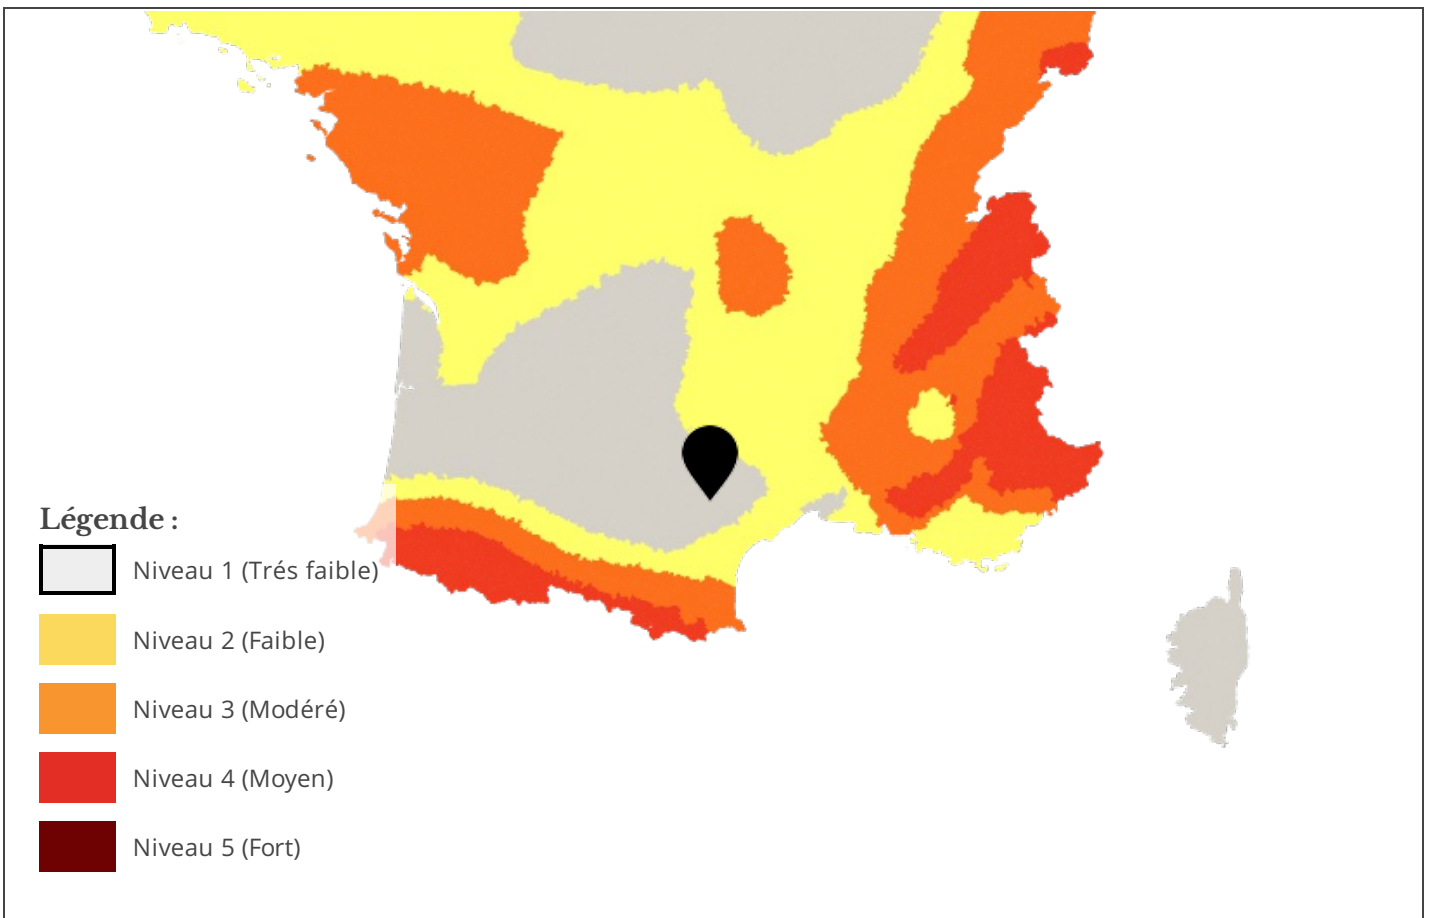 Légende :
Niveau 1 (Trés faible)
Niveau 2 (Faible)
Niveau 3 (Modéré)
Niveau 4 (Moyen)
Niveau 5 (Fort)